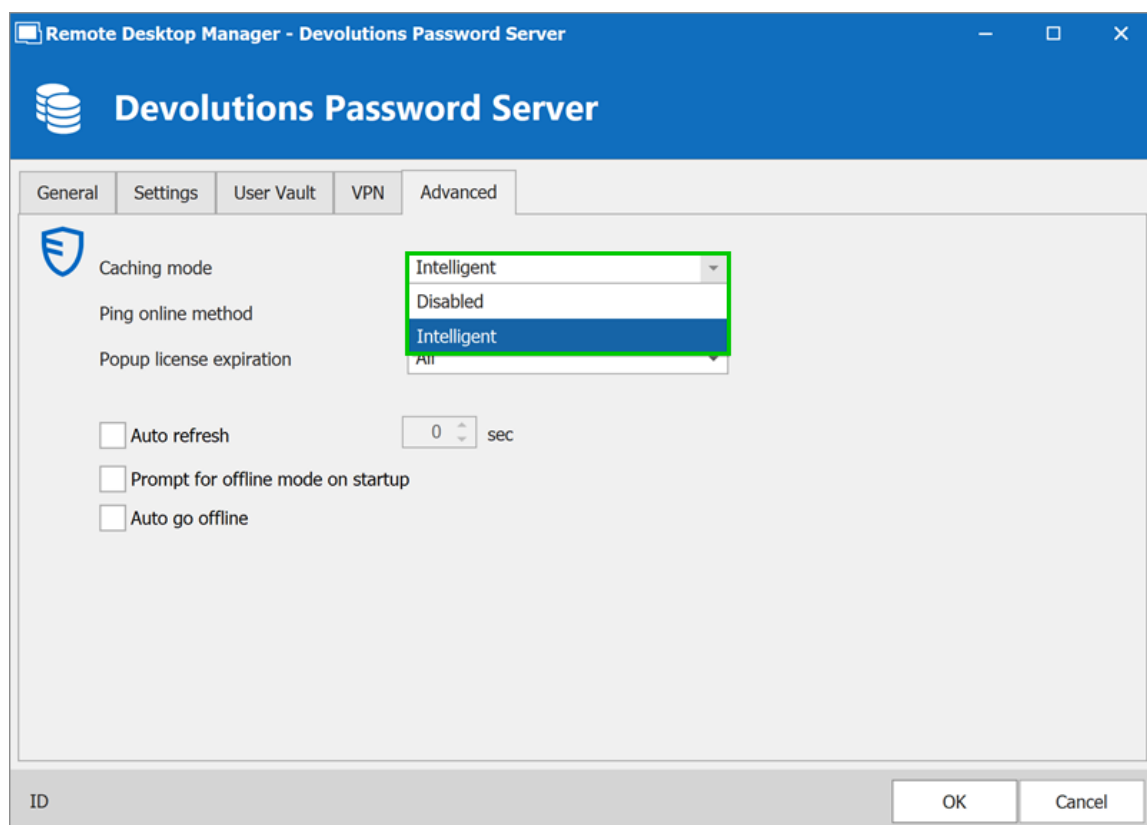 Remote Desktop Manager - Devolutions Password Server
Devolutions Password Server
General Settings User Vault VPN Advanced
Caching mode Intelligent
Disabled
Ping online method
Intelligent
Popup license expiration All
Auto refresh 0 sec
Prompt for offline mode on startup
Auto go offline
ID OK Cancel